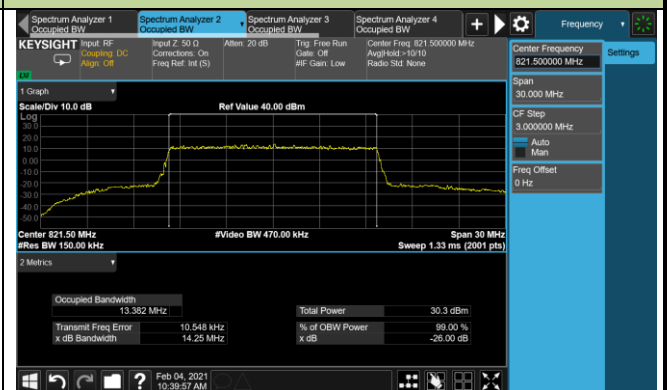 Spectrum Analyzer 1
Occupied BW
Spectrum Analyzer 2
Occupied BW
Spectrum Analyzer 3
Occupied BW
Spectrum Analyzer 4
Occupied BW
Frequency
KEYSIGHT
Input: RF
Coupling: DC
Align: Off
Input Z: 50 Ω
Corrections: On
Freq Ref: Int (S)
Atten: 20 dB
Trig: Free Run
Gate: Off
#IF Gain: Low
Center Freq: 821.500000 MHz
Avg|Hold:>10/10
Radio Std: None
LXI
Center Frequency
821.500000 MHz
Settings
Span
30.000 MHz
CF Step
3.000000 MHz
Auto
Man
Freq Offset
0 Hz
1 Graph
Scale/Div 10.0 dB
Ref Value 40.00 dBm
Log
30.0
20.0
10.0
0.00
-10.0
-20.0
-30.0
-40.0
-50.0
Center 821.50 MHz
#Video BW 470.00 kHz
Span 30 MHz
#Res BW 150.00 kHz
Sweep 1.33 ms (2001 pts)
2 Metrics
Occupied Bandwidth
13.382 MHz
Total Power 30.3 dBm
Transmit Freq Error 10.548 kHz
% of OBW Power 99.00 %
x dB Bandwidth 14.25 MHz
x dB -26.00 dB
?
Feb 04, 2021
10:39:57 AM